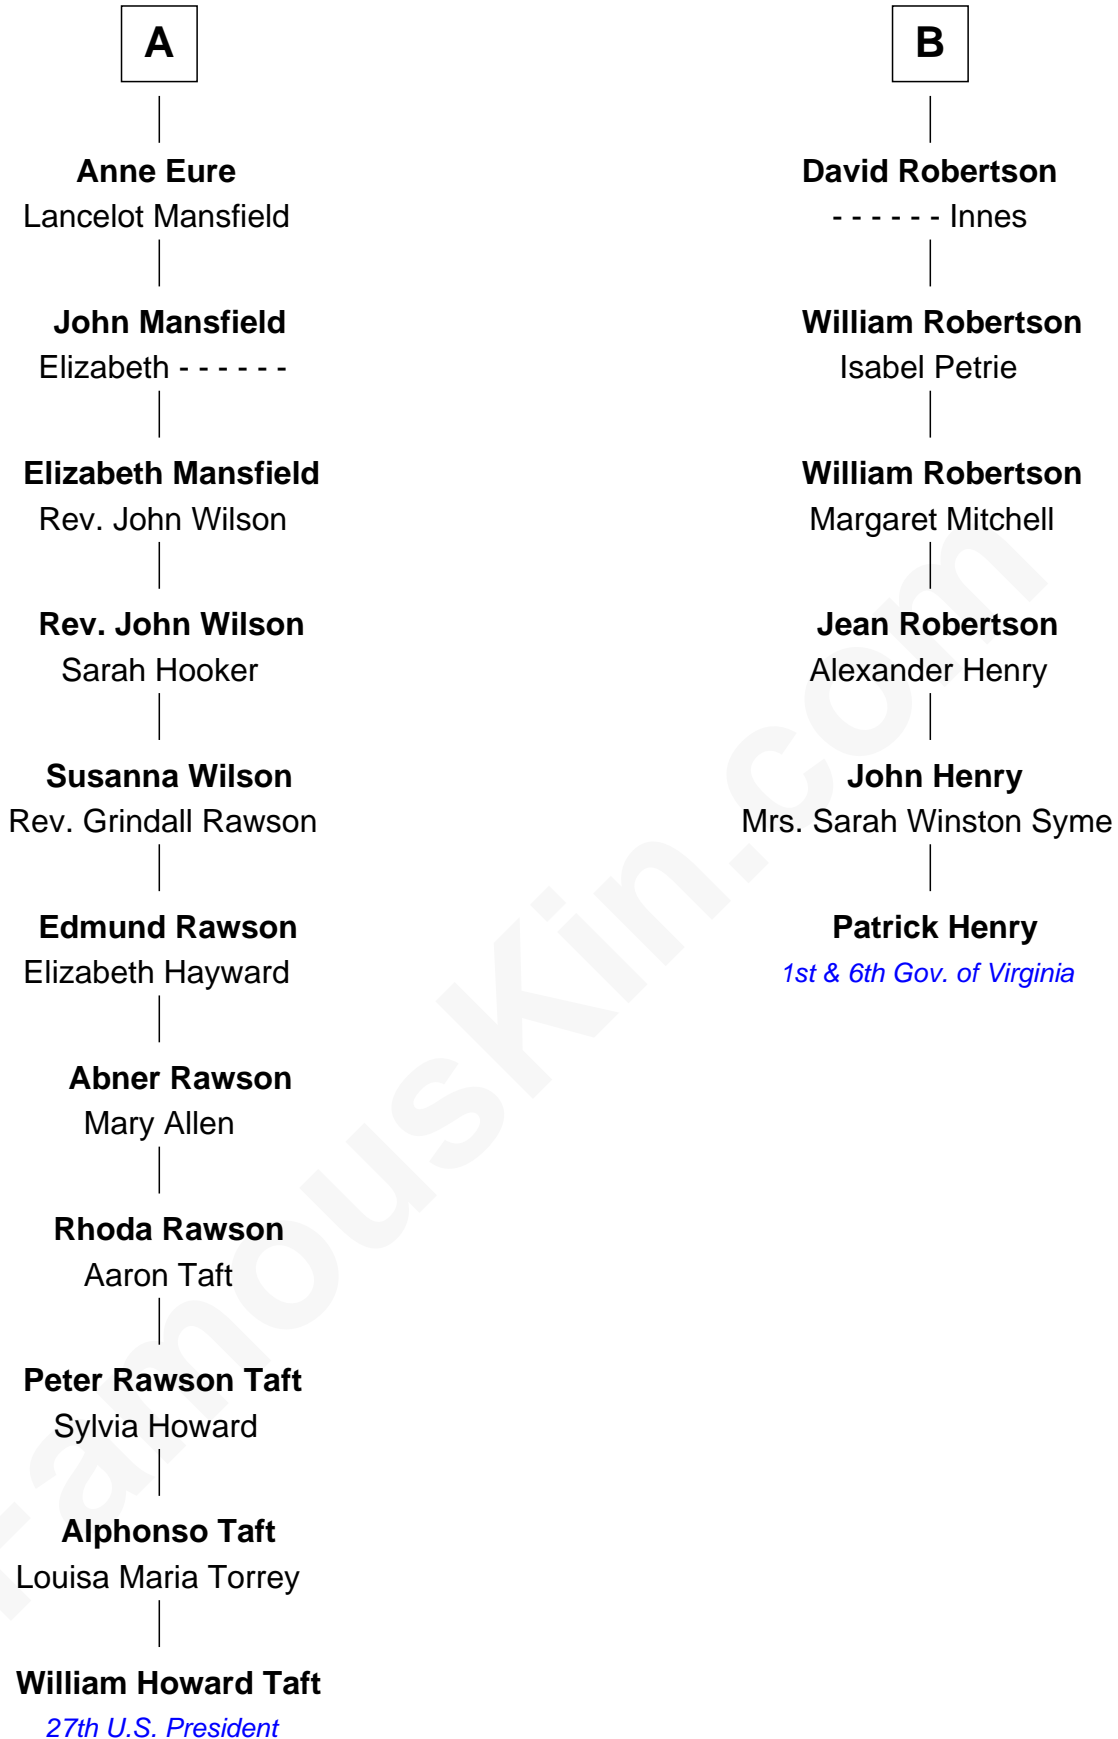 A
Anne Eure
Lancelot Mansfield
John Mansfield
Elizabeth - - - - - -
Elizabeth Mansfield
Rev. John Wilson
Rev. John Wilson
Sarah Hooker
Susanna Wilson
Rev. Grindall Rawson
Edmund Rawson
Elizabeth Hayward
Abner Rawson
Mary Allen
Rhoda Rawson
Aaron Taft
Peter Rawson Taft
Sylvia Howard
Alphonso Taft
Louisa Maria Torrey
William Howard Taft
27th U.S. President
B
David Robertson
- - - - - - Innes
William Robertson
Isabel Petrie
William Robertson
Margaret Mitchell
Jean Robertson
Alexander Henry
John Henry
Mrs. Sarah Winston Syme
Patrick Henry
1st & 6th Gov. of Virginia
FamousKin.com